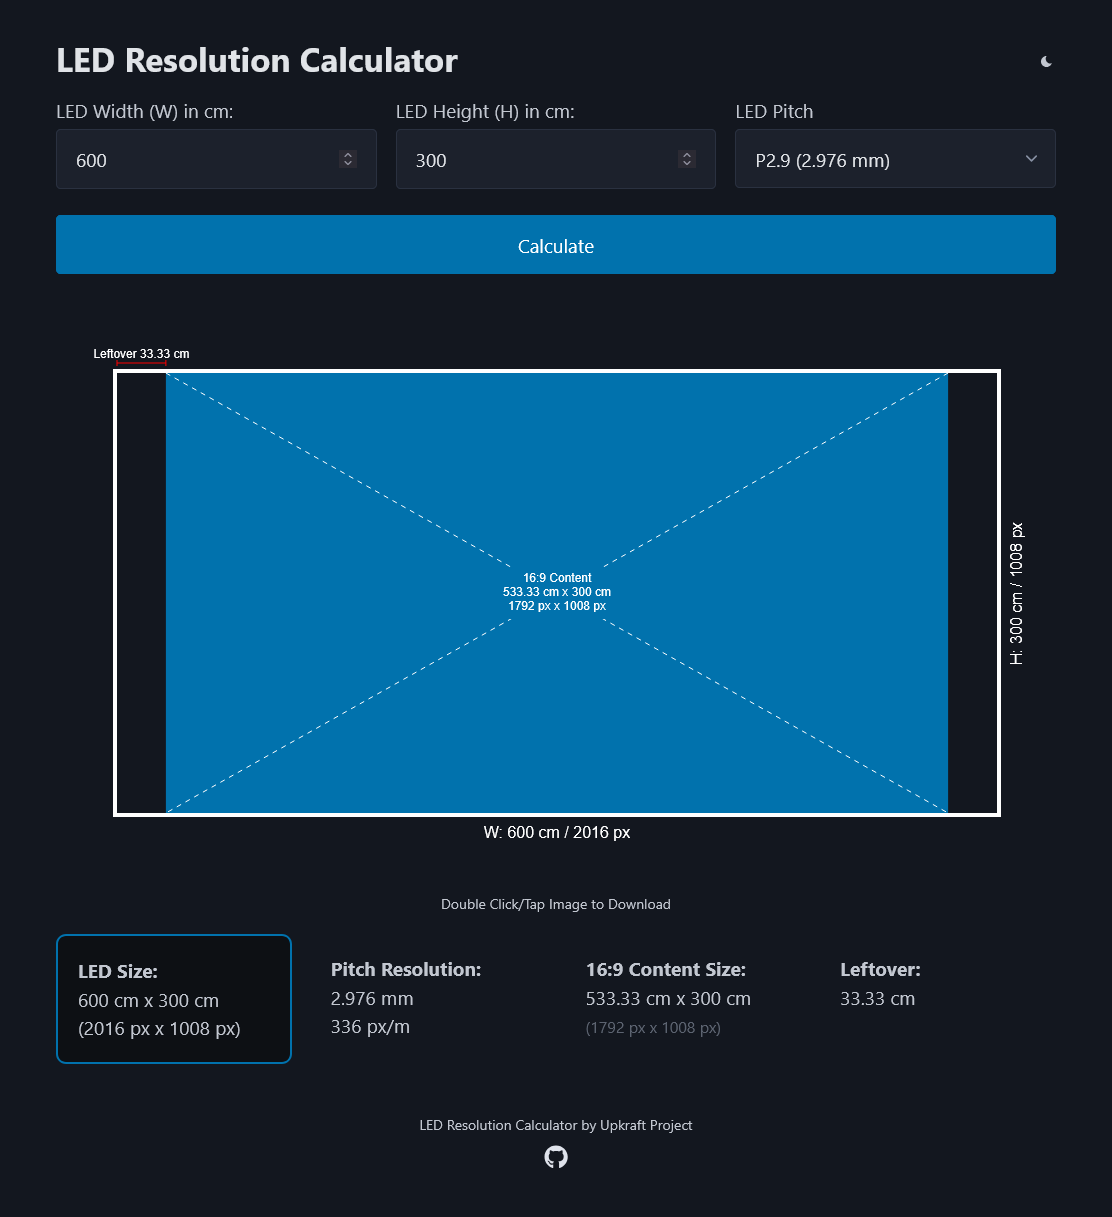 LED Resolution Calculator
LED Width (W) in cm:
LED Height (H) in cm:
LED Pitch
600
300
P2.9 (2.976 mm)
Calculate
Leftover 33.33 cm
16:9 Content
533.33 cm x 300 cm
1792 px x 1008 px
H: 300 cm / 1008 px
W: 600 cm / 2016 px
Double Click/Tap Image to Download
LED Size:
600 cm x 300 cm
(2016 px x 1008 px)
Pitch Resolution:
2.976 mm
336 px/m
16:9 Content Size:
533.33 cm x 300 cm
(1792 px x 1008 px)
Leftover:
33.33 cm
LED Resolution Calculator by Upkraft Project